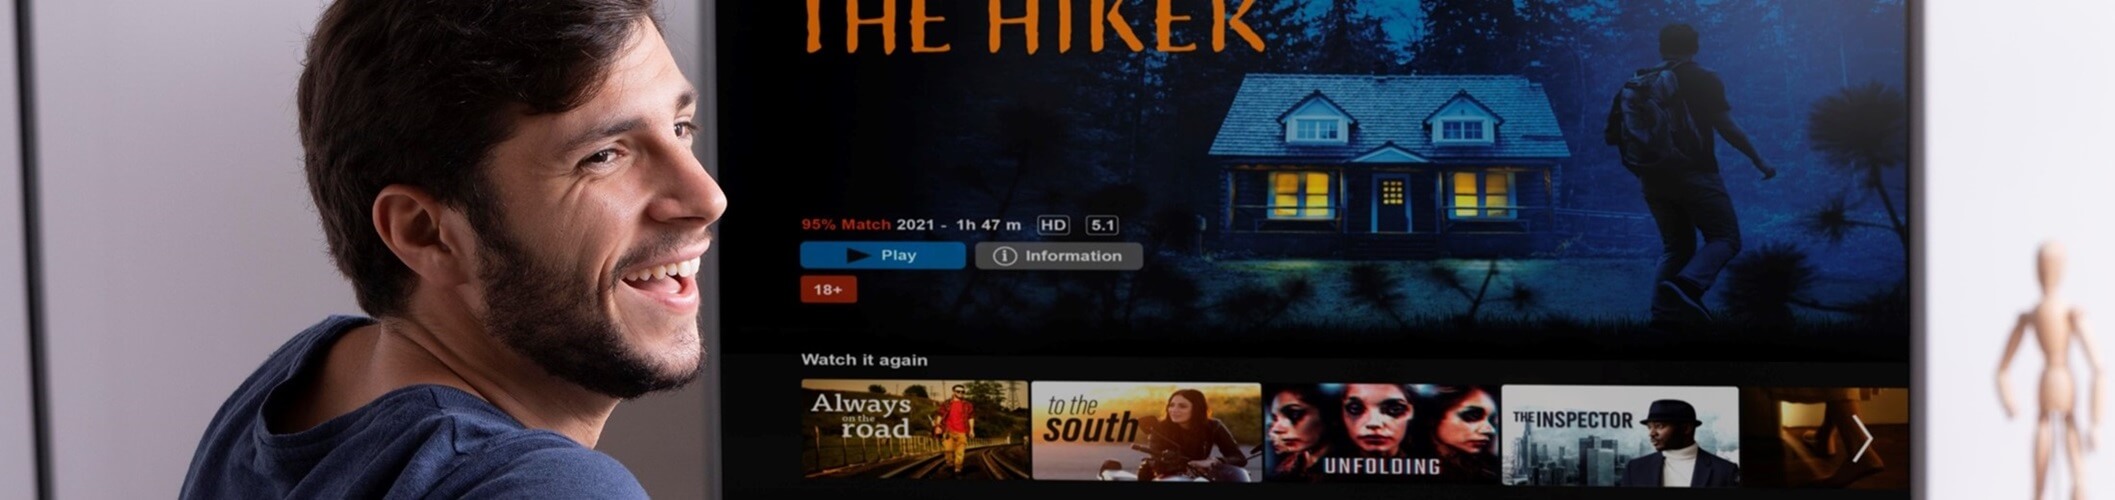 THE HIKER
95% Match 2021 - 1h 47 m HD 5.1
Play
Information
18+
Watch it again
Always
on the
road
to the
south
UNFOLDING
THE INSPECTOR